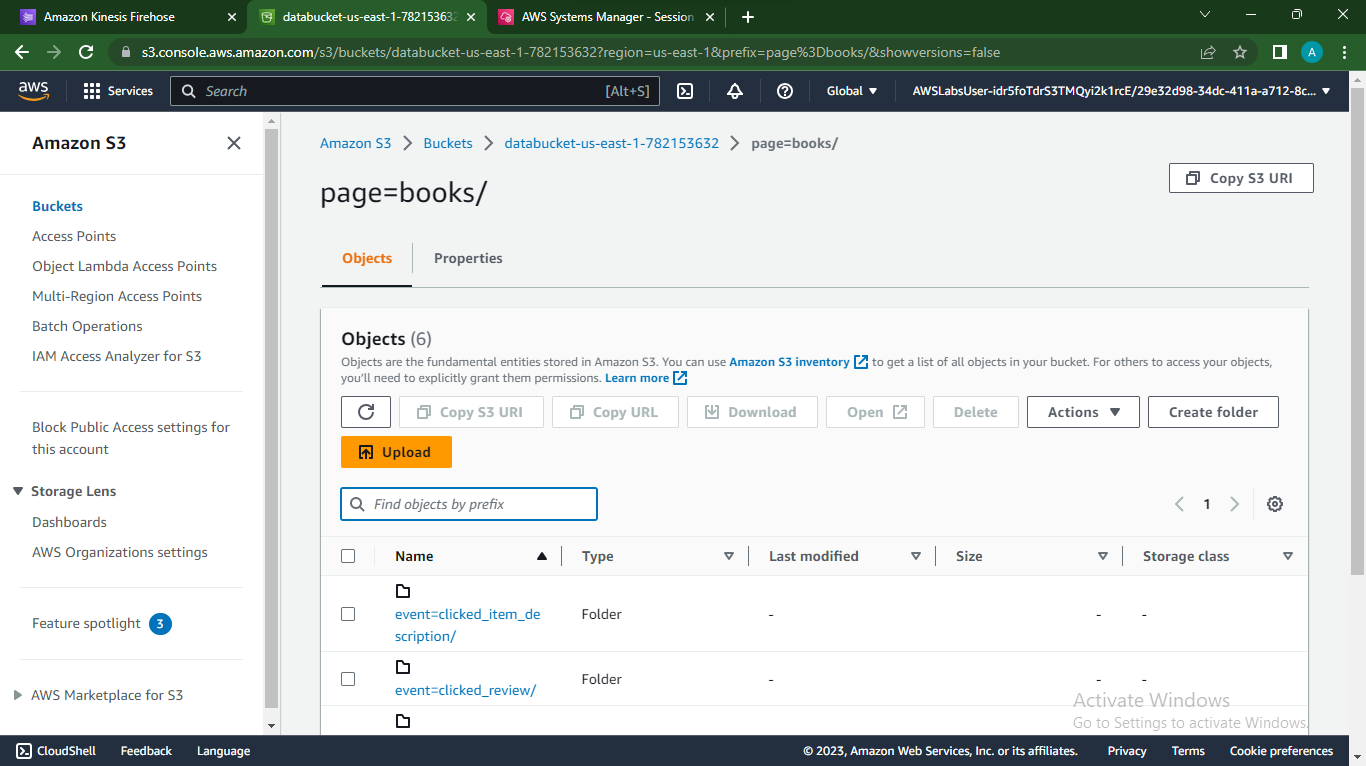 Amazon Kinesis Firehose
databucket-us-east-1-782153632
AWS Systems Manager - Session
s3.console.aws.amazon.com/s3/buckets/databucket-us-east-1-782153632?region=us-east-1&prefix=page%3Dbooks/&showversions=false
A
aws
Services
Search
[Alt+S]
Global
AWSLabsUser-idr5foTdrS3TMQyi2k1rcE/29e32d98-34dc-411a-a712-8c...
Amazon S3
Buckets
Access Points
Object Lambda Access Points
Multi-Region Access Points
Batch Operations
IAM Access Analyzer for S3
Block Public Access settings for
this account
Storage Lens
Dashboards
AWS Organizations settings
Feature spotlight 3
AWS Marketplace for S3
Amazon S3 > Buckets > databucket-us-east-1-782153632 > page=books/
page=books/
Copy S3 URI
Objects
Properties
Objects (6)
Objects are the fundamental entities stored in Amazon S3. You can use Amazon S3 inventory to get a list of all objects in your bucket. For others to access your objects,
you'll need to explicitly grant them permissions. Learn more
Copy S3 URI
Copy URL
Download
Open
Delete
Actions
Create folder
Upload
Find objects by prefix
1
Name
Type
Last modified
Size
Storage class
event=clicked_item_de
scription/
Folder
-
-
-
event=clicked_review/
Folder
-
-
-
Activate Windows
Go to Settings to activate Windows.
CloudShell
Feedback
Language
© 2023, Amazon Web Services, Inc. or its affiliates.
Privacy
Terms
Cookie preferences